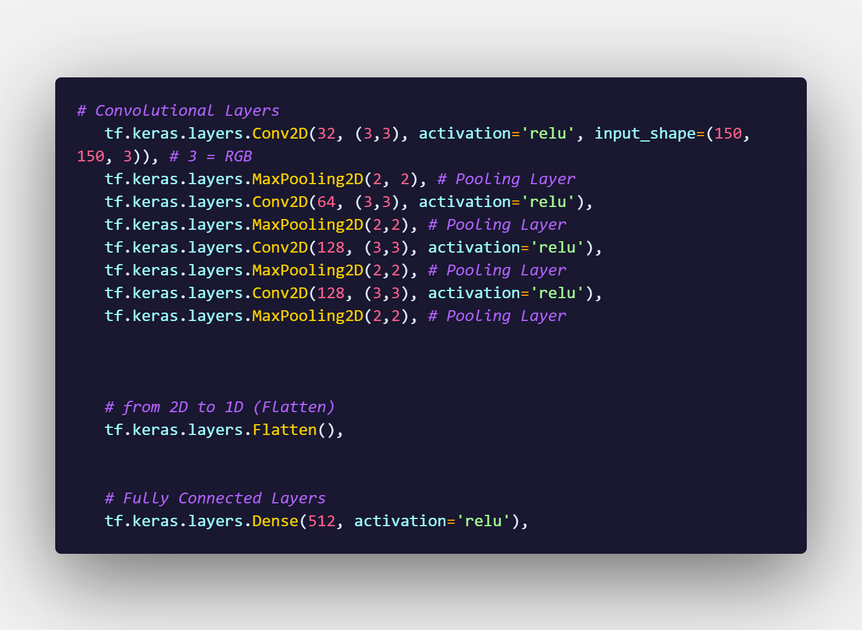 # Convolutional Layers
tf.keras.layers.Conv2D(32, (3,3), activation='relu', input_shape=(150,
150, 3)), # 3 = RGB
tf.keras.layers.MaxPooling2D(2, 2), # Pooling Layer
tf.keras.layers.Conv2D(64, (3,3), activation='relu'),
tf.keras.layers.MaxPooling2D(2,2), # Pooling Layer
tf.keras.layers.Conv2D(128, (3,3), activation='relu'),
tf.keras.layers.MaxPooling2D(2,2), # Pooling Layer
tf.keras.layers.Conv2D(128, (3,3), activation='relu'),
tf.keras.layers.MaxPooling2D(2,2), # Pooling Layer
# from 2D to 1D (Flatten)
tf.keras.layers.Flatten(),
# Fully Connected Layers
tf.keras.layers.Dense(512, activation='relu'),